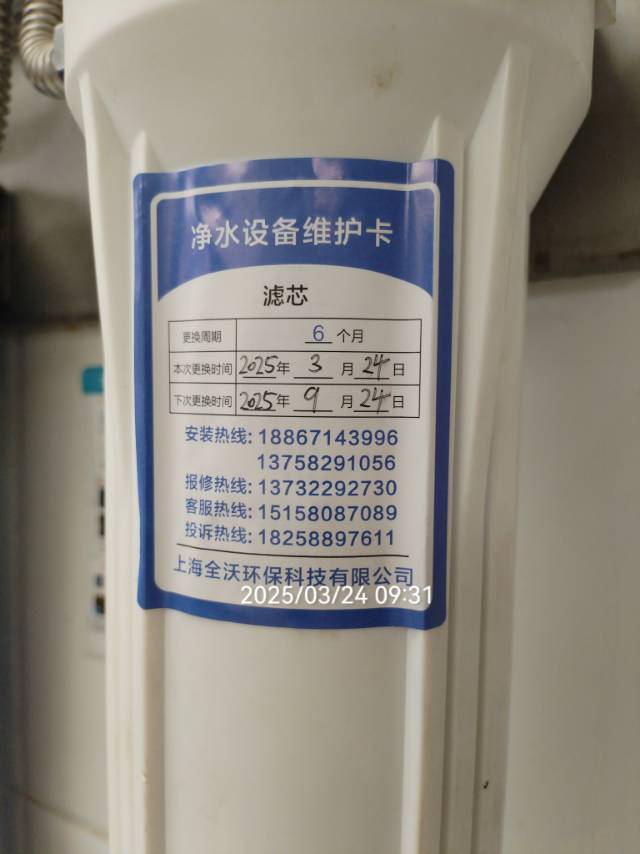 净水设备维护卡
滤芯
更换周期 6 个月
本次更换时间 2025年 3 月 24 日
下次更换时间 2025年 9 月 24 日
安装热线: 18867143996
13758291056
报修热线: 13732292730
客服热线: 15158087089
投诉热线: 18258897611
上海全沃环保科技有限公司
2025/03/24 09:31